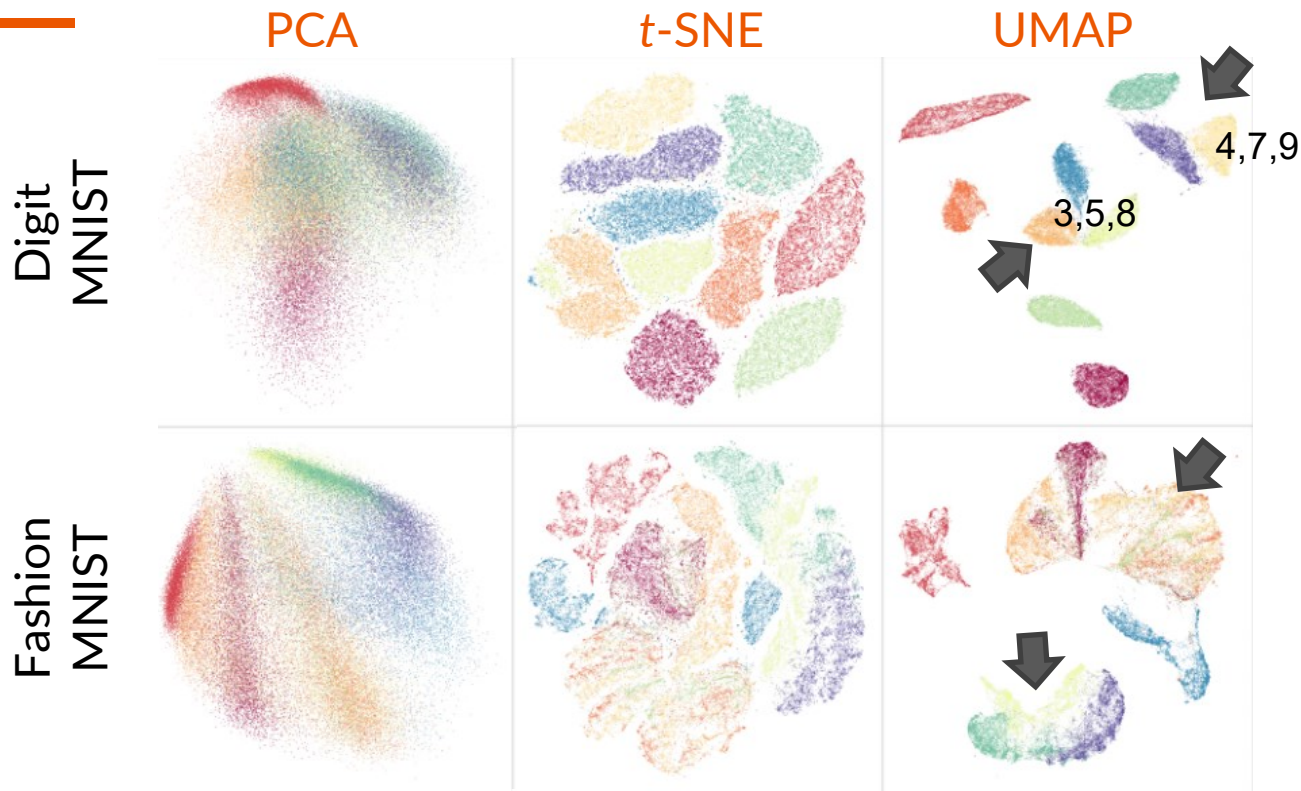 PCA
t-SNE
UMAP
Digit
MNIST
4,7,9
3,5,8
Fashion
MNIST